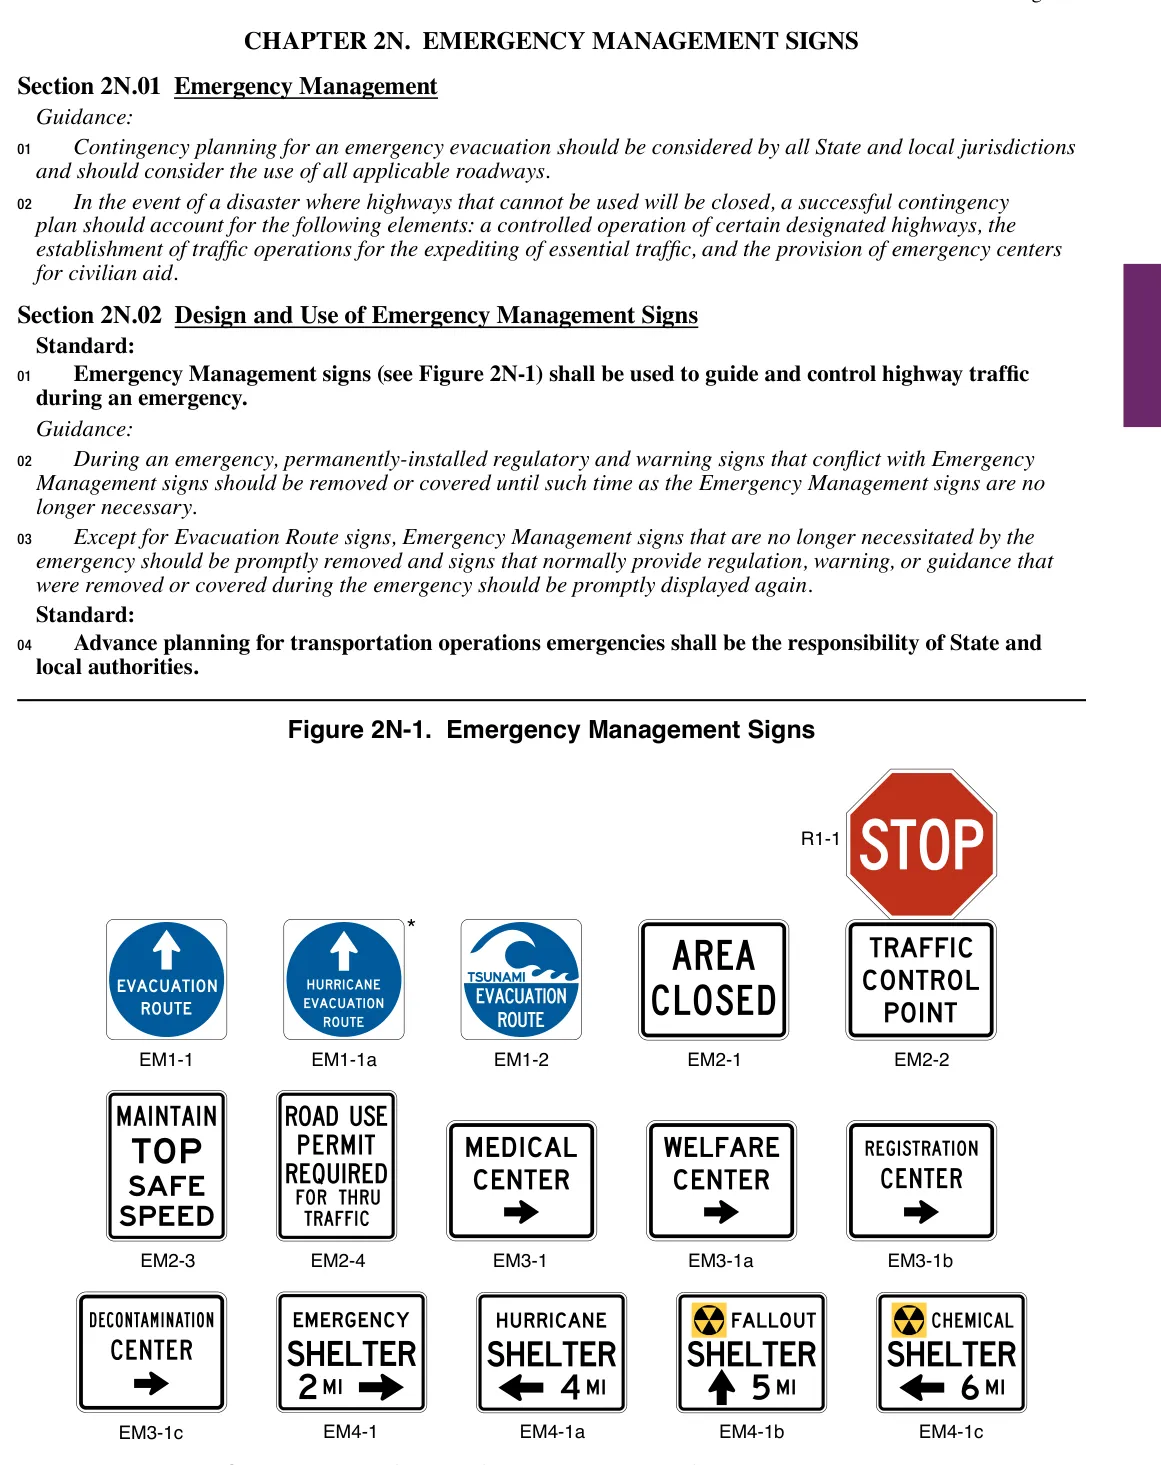 CHAPTER 2N. EMERGENCY MANAGEMENT SIGNS
Section 2N.01 Emergency Management
Guidance:
01 Contingency planning for an emergency evacuation should be considered by all State and local jurisdictions
and should consider the use of all applicable roadways.
02 In the event of a disaster where highways that cannot be used will be closed, a successful contingency
plan should account for the following elements: a controlled operation of certain designated highways, the
establishment of traffic operations for the expediting of essential traffic, and the provision of emergency centers
for civilian aid.
Section 2N.02 Design and Use of Emergency Management Signs
Standard:
01 Emergency Management signs (see Figure 2N-1) shall be used to guide and control highway traffic
during an emergency.
Guidance:
02 During an emergency, permanently-installed regulatory and warning signs that conflict with Emergency
Management signs should be removed or covered until such time as the Emergency Management signs are no
longer necessary.
03 Except for Evacuation Route signs, Emergency Management signs that are no longer necessitated by the
emergency should be promptly removed and signs that normally provide regulation, warning, or guidance that
were removed or covered during the emergency should be promptly displayed again.
Standard:
04 Advance planning for transportation operations emergencies shall be the responsibility of State and
local authorities.
Figure 2N-1. Emergency Management Signs
R1-1
STOP
EVACUATION
ROUTE
EM1-1
HURRICANE
EVACUATION
ROUTE
*
EM1-1a
TSUNAMI
EVACUATION
ROUTE
EM1-2
AREA
CLOSED
EM2-1
TRAFFIC
CONTROL
POINT
EM2-2
MAINTAIN
TOP
SAFE
SPEED
EM2-3
ROAD USE
PERMIT
REQUIRED
FOR THRU
TRAFFIC
EM2-4
MEDICAL
CENTER
EM3-1
WELFARE
CENTER
EM3-1a
REGISTRATION
CENTER
EM3-1b
DECONTAMINATION
CENTER
EM3-1c
EMERGENCY
SHELTER
2 MI
EM4-1
HURRICANE
SHELTER
4 MI
EM4-1a
FALLOUT
SHELTER
5 MI
EM4-1b
CHEMICAL
SHELTER
6 MI
EM4-1c